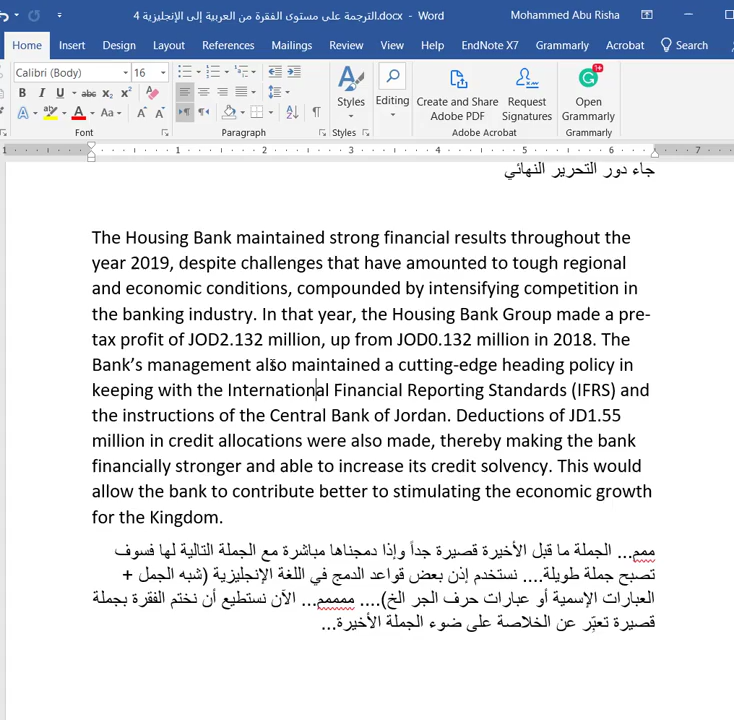 الترجمة على مستوى الفقرة من العربية إلى الإنجليزية 4.docx - Word
Mohammed Abu Risha
Home Insert Design Layout References Mailings Review View Help EndNote X7 Grammarly Acrobat Search
Calibri (Body) 16
Styles
Editing
Create and Share
Adobe PDF
Request
Signatures
Open
Grammarly
Font Paragraph Styles Adobe Acrobat Grammarly
1 1 2 3 4 5 6 7
جاء دور التحرير النهائي
The Housing Bank maintained strong financial results throughout the
year 2019, despite challenges that have amounted to tough regional
and economic conditions, compounded by intensifying competition in
the banking industry. In that year, the Housing Bank Group made a pre-
tax profit of JOD2.132 million, up from JOD0.132 million in 2018. The
Bank’s management also maintained a cutting-edge heading policy in
keeping with the International Financial Reporting Standards (IFRS) and
the instructions of the Central Bank of Jordan. Deductions of JD1.55
million in credit allocations were also made, thereby making the bank
financially stronger and able to increase its credit solvency. This would
allow the bank to contribute better to stimulating the economic growth
for the Kingdom.
ممم... الجملة ما قبل الأخيرة قصيرة جداً وإذا دمجناها مباشرة مع الجملة التالية لها فسوف
تصبح جملة طويلة.... نستخدم إذن بعض قواعد الدمج في اللغة الإنجليزية (شبه الجمل +
العبارات الإسمية أو عبارات حرف الجر الخ).... ممممم... الآن نستطيع أن نختم الفقرة بجملة
قصيرة تعبّر عن الخلاصة على ضوء الجملة الأخيرة...